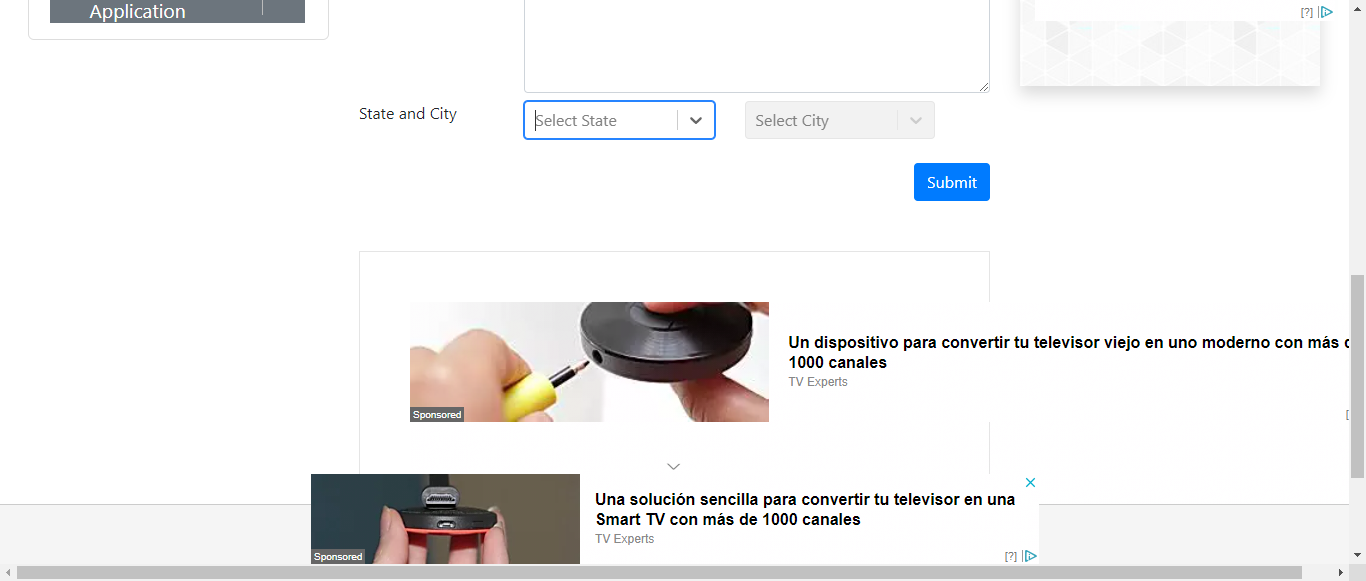 Application
[?]
State and City
Select State
Select City
Submit
Sponsored
Un dispositivo para convertir tu televisor viejo en uno moderno con más
1000 canales
TV Experts
Sponsored
Una solución sencilla para convertir tu televisor en una
Smart TV con más de 1000 canales
TV Experts
[?]